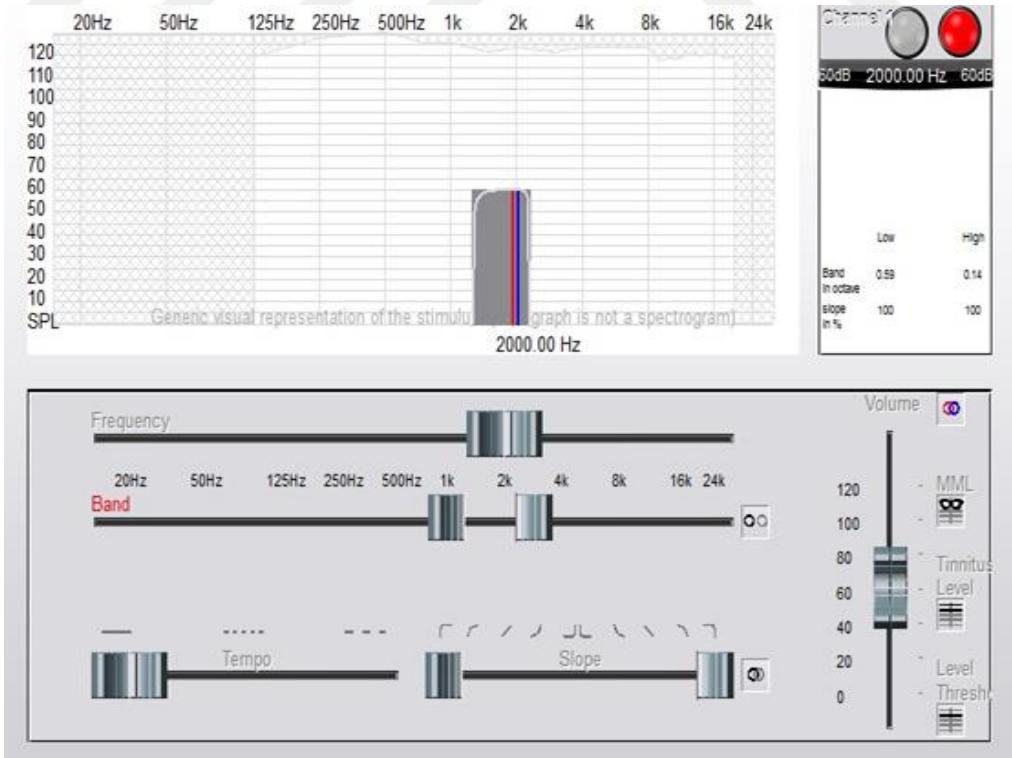 20Hz 50Hz 125Hz 250Hz 500Hz 1k 2k 4k 8k 16k 24k
120
110
100
90
80
70
60
50
40
30
20
10
SPL
Generic visual representation of the stimulu graph is not a spectrogram)
2000.00 Hz
Channel 1
60dB 2000.00 Hz 60dB
Low High
Band in octave 0.59 0.14
slope in % 100 100
Frequency
20Hz 50Hz 125Hz 250Hz 500Hz 1k 2k 4k 8k 16k 24k
Band
Tempo
Slope
Volume
120
100
80
60
40
20
0
MML
Tinnitus
Level
Level
Thresh